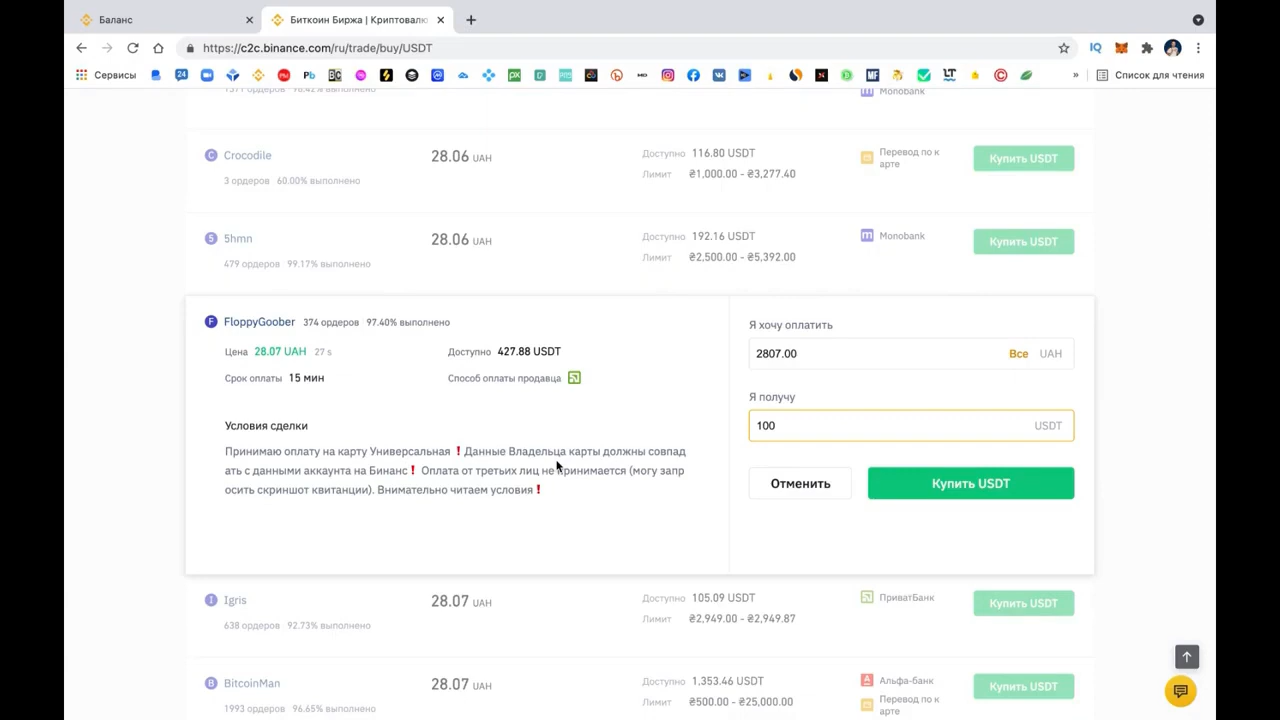 Баланс
Биткоин Биржа | Криптовалю
https://c2c.binance.com/ru/trade/buy/USDT
IQ
Сервисы
24
Pb
» Список для чтения
Monobank
C Crocodile
28.06 UAH
Доступно 116.80 USDT
Перевод по к
арте
Купить USDT
3 ордеров 60.00% выполнено
Лимит ₴1,000.00 - ₴3,277.40
5 5hmn
28.06 UAH
Доступно 192.16 USDT
Monobank
Купить USDT
479 ордеров 99.17% выполнено
Лимит ₴2,500.00 - ₴5,392.00
F FloppyGoober 374 ордеров 97.40% выполнено
Цена 28.07 UAH 27 s
Доступно 427.88 USDT
Срок оплаты 15 мин
Способ оплаты продавца
Условия сделки
Принимаю оплату на карту Универсальная ❗ Данные Владельца карты должны совпад
ать с данными аккаунта на Бинанс❗ Оплата от третьих лиц не принимается (могу запр
осить скриншот квитанции). Внимательно читаем условия❗
Я хочу оплатить
2807.00 Все UAH
Я получу
100 USDT
Отменить
Купить USDT
I Igris
28.07 UAH
Доступно 105.09 USDT
ПриватБанк
Купить USDT
638 ордеров 92.73% выполнено
Лимит ₴2,949.00 - ₴2,949.87
B BitcoinMan
28.07 UAH
Доступно 1,353.46 USDT
Альфа-банк
Купить USDT
1993 ордеров 96.65% выполнено
Лимит ₴500.00 - ₴25,000.00
Перевод по к
арте